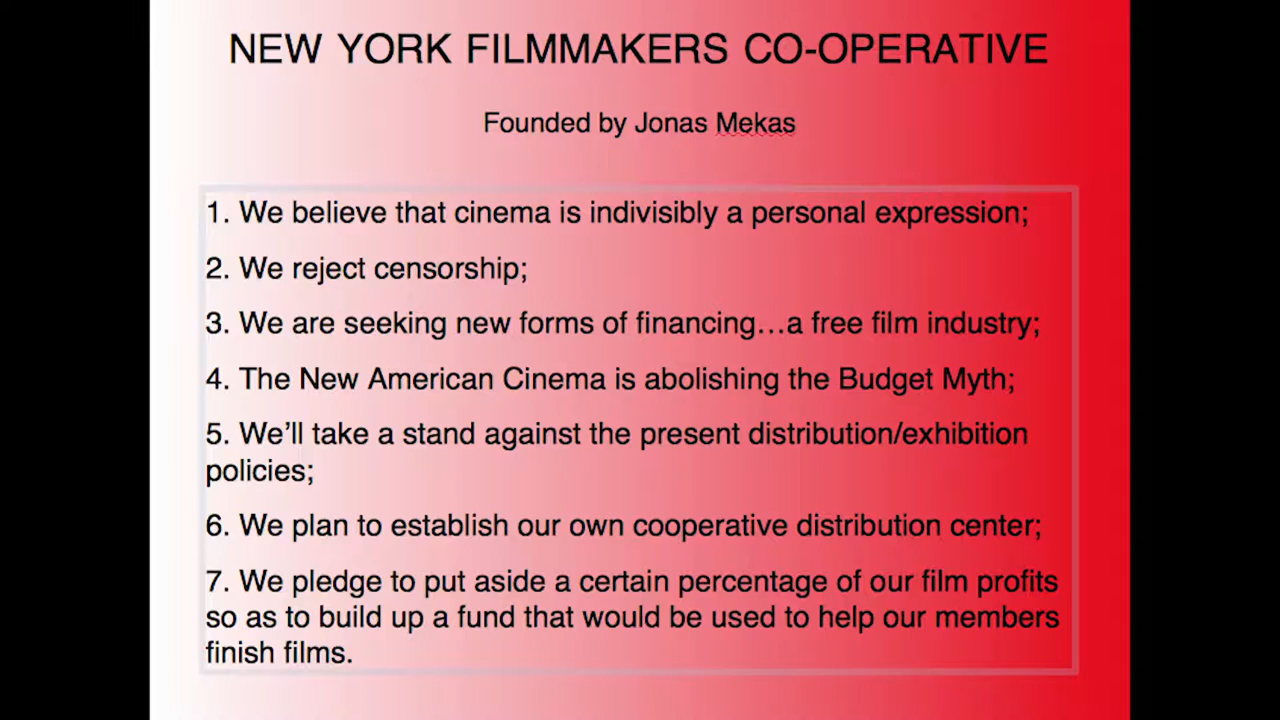 NEW YORK FILMMAKERS CO-OPERATIVE
Founded by Jonas Mekas
1. We believe that cinema is indivisibly a personal expression;
2. We reject censorship;
3. We are seeking new forms of financing…a free film industry;
4. The New American Cinema is abolishing the Budget Myth;
5. We’ll take a stand against the present distribution/exhibition
policies;
6. We plan to establish our own cooperative distribution center;
7. We pledge to put aside a certain percentage of our film profits
so as to build up a fund that would be used to help our members
finish films.